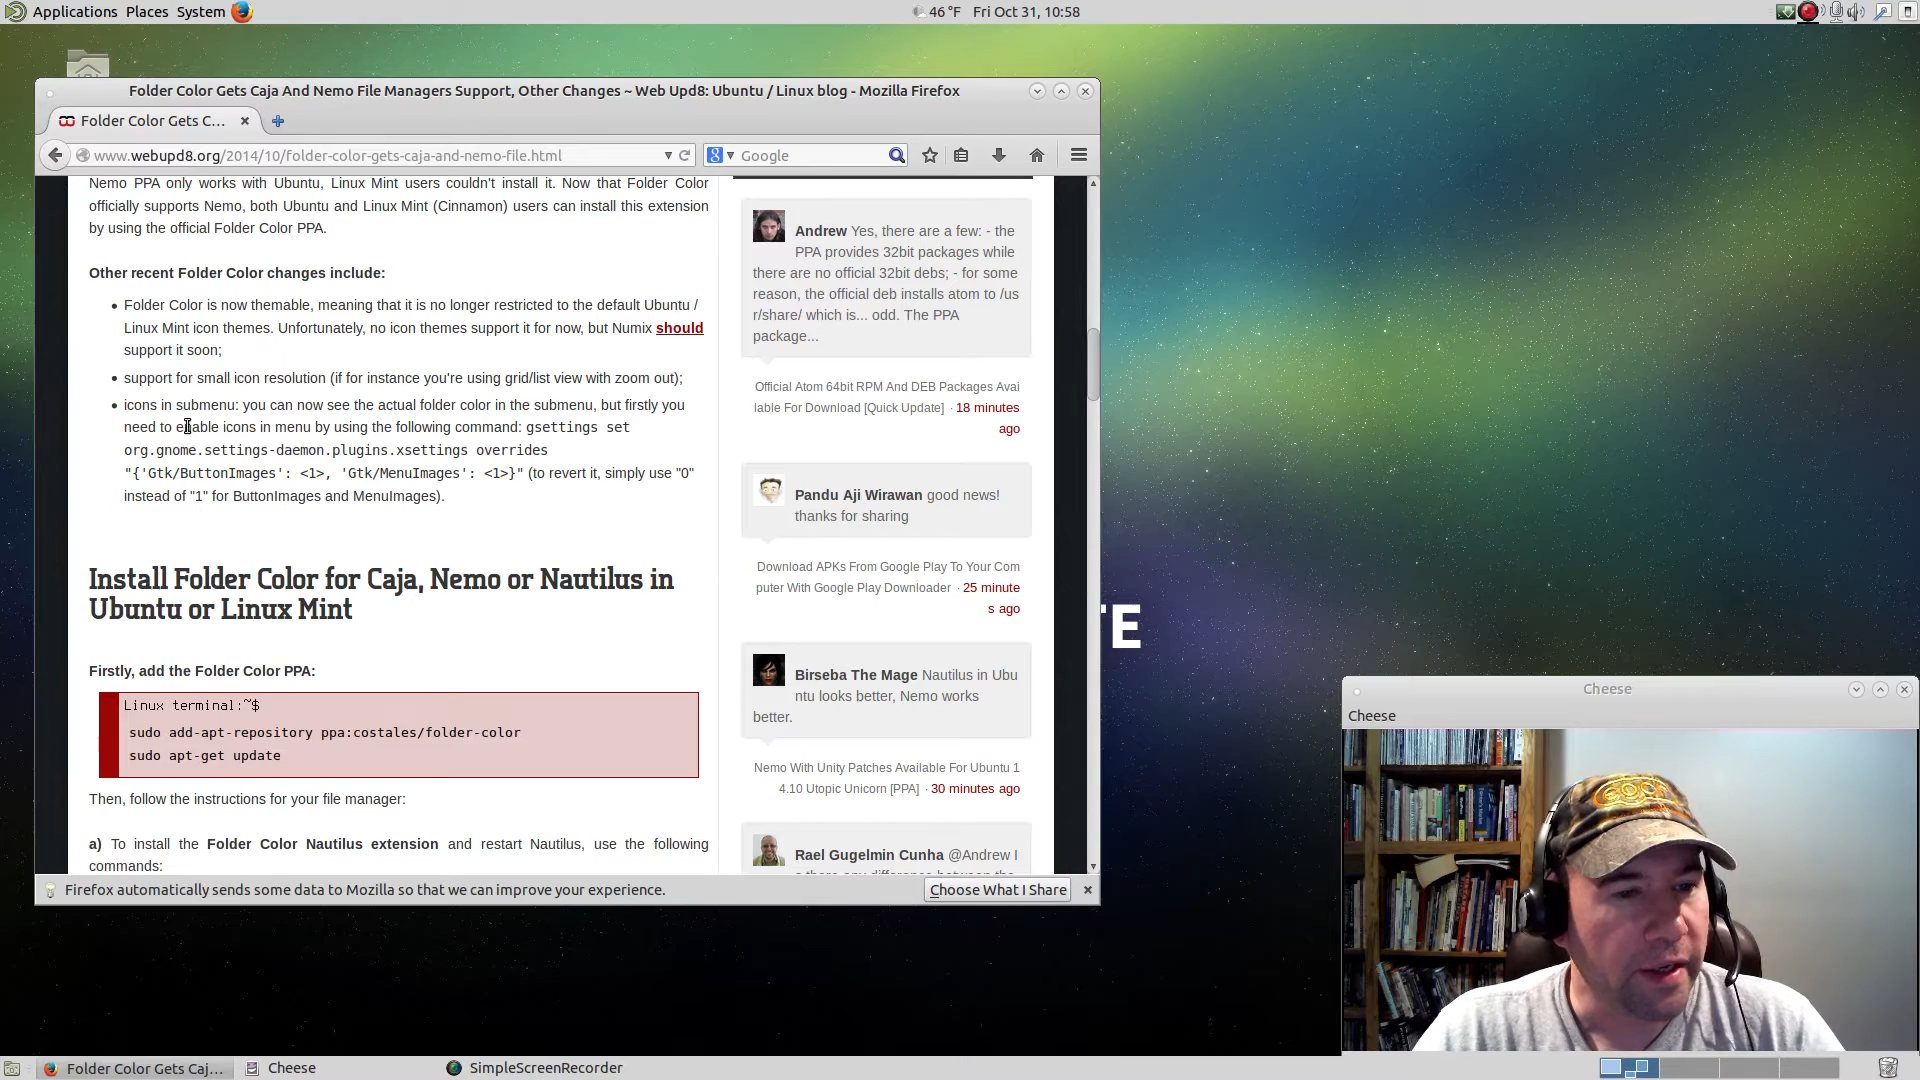 Applications Places System
46 °F Fri Oct 31, 10:58
Folder Color Gets Caja And Nemo File Managers Support, Other Changes ~ Web Upd8: Ubuntu / Linux blog - Mozilla Firefox
Folder Color Gets C...
www.webupd8.org/2014/10/folder-color-gets-caja-and-nemo-file.html
Google
Nemo PPA only works with Ubuntu, Linux Mint users couldn't install it. Now that Folder Color
officially supports Nemo, both Ubuntu and Linux Mint (Cinnamon) users can install this extension
by using the official Folder Color PPA.
Other recent Folder Color changes include:
• Folder Color is now themable, meaning that it is no longer restricted to the default Ubuntu /
Linux Mint icon themes. Unfortunately, no icon themes support it for now, but Numix should
support it soon;
• support for small icon resolution (if for instance you're using grid/list view with zoom out);
• icons in submenu: you can now see the actual folder color in the submenu, but firstly you
need to enable icons in menu by using the following command: gsettings set
org.gnome.settings-daemon.plugins.xsettings overrides
"{'Gtk/ButtonImages': <1>, 'Gtk/MenuImages': <1>}" (to revert it, simply use "0"
instead of "1" for ButtonImages and MenuImages).
Install Folder Color for Caja, Nemo or Nautilus in
Ubuntu or Linux Mint
Firstly, add the Folder Color PPA:
Linux terminal:~$
sudo add-apt-repository ppa:costales/folder-color
sudo apt-get update
Then, follow the instructions for your file manager:
a) To install the Folder Color Nautilus extension and restart Nautilus, use the following
commands:
Andrew Yes, there are a few: - the
PPA provides 32bit packages while
there are no official 32bit debs; - for some
reason, the official deb installs atom to /us
r/share/ which is... odd. The PPA
package...
Official Atom 64bit RPM And DEB Packages Avai
lable For Download [Quick Update] · 18 minutes
ago
Pandu Aji Wirawan good news!
thanks for sharing
Download APKs From Google Play To Your Com
puter With Google Play Downloader · 25 minute
s ago
Birseba The Mage Nautilus in Ubu
ntu looks better, Nemo works
better.
Nemo With Unity Patches Available For Ubuntu 1
4.10 Utopic Unicorn [PPA] · 30 minutes ago
Rael Gugelmin Cunha @Andrew I
Firefox automatically sends some data to Mozilla so that we can improve your experience.
Choose What I Share
TE
Cheese
Cheese
Folder Color Gets Caj...
Cheese
SimpleScreenRecorder